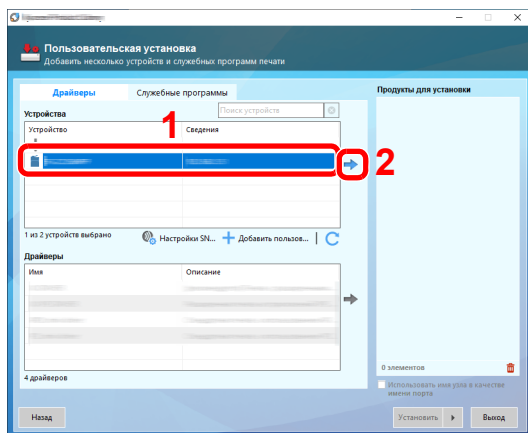 Пользовательская установка
Добавить несколько устройств и служебных программ печати
Драйверы
Служебные программы
Продукты для установки
Устройства
Поиск устройств
1
Устройство
Сведения
2
1 из 2 устройств выбрано
Настройки SN...
Добавить пользов...
Драйверы
Имя
Описание
4 драйверов
0 элементов
Использовать имя узла в качестве
имени порта
Назад
Установить
Выход